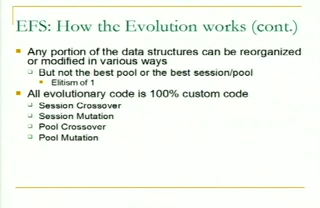 EFS: How the Evolution works (cont.)
Any portion of the data structures can be reorganized
or modified in various ways
But not the best pool or the best session/pool
Elitism of 1
All evolutionary code is 100% custom code
Session Crossover
Session Mutation
Pool Crossover
Pool Mutation